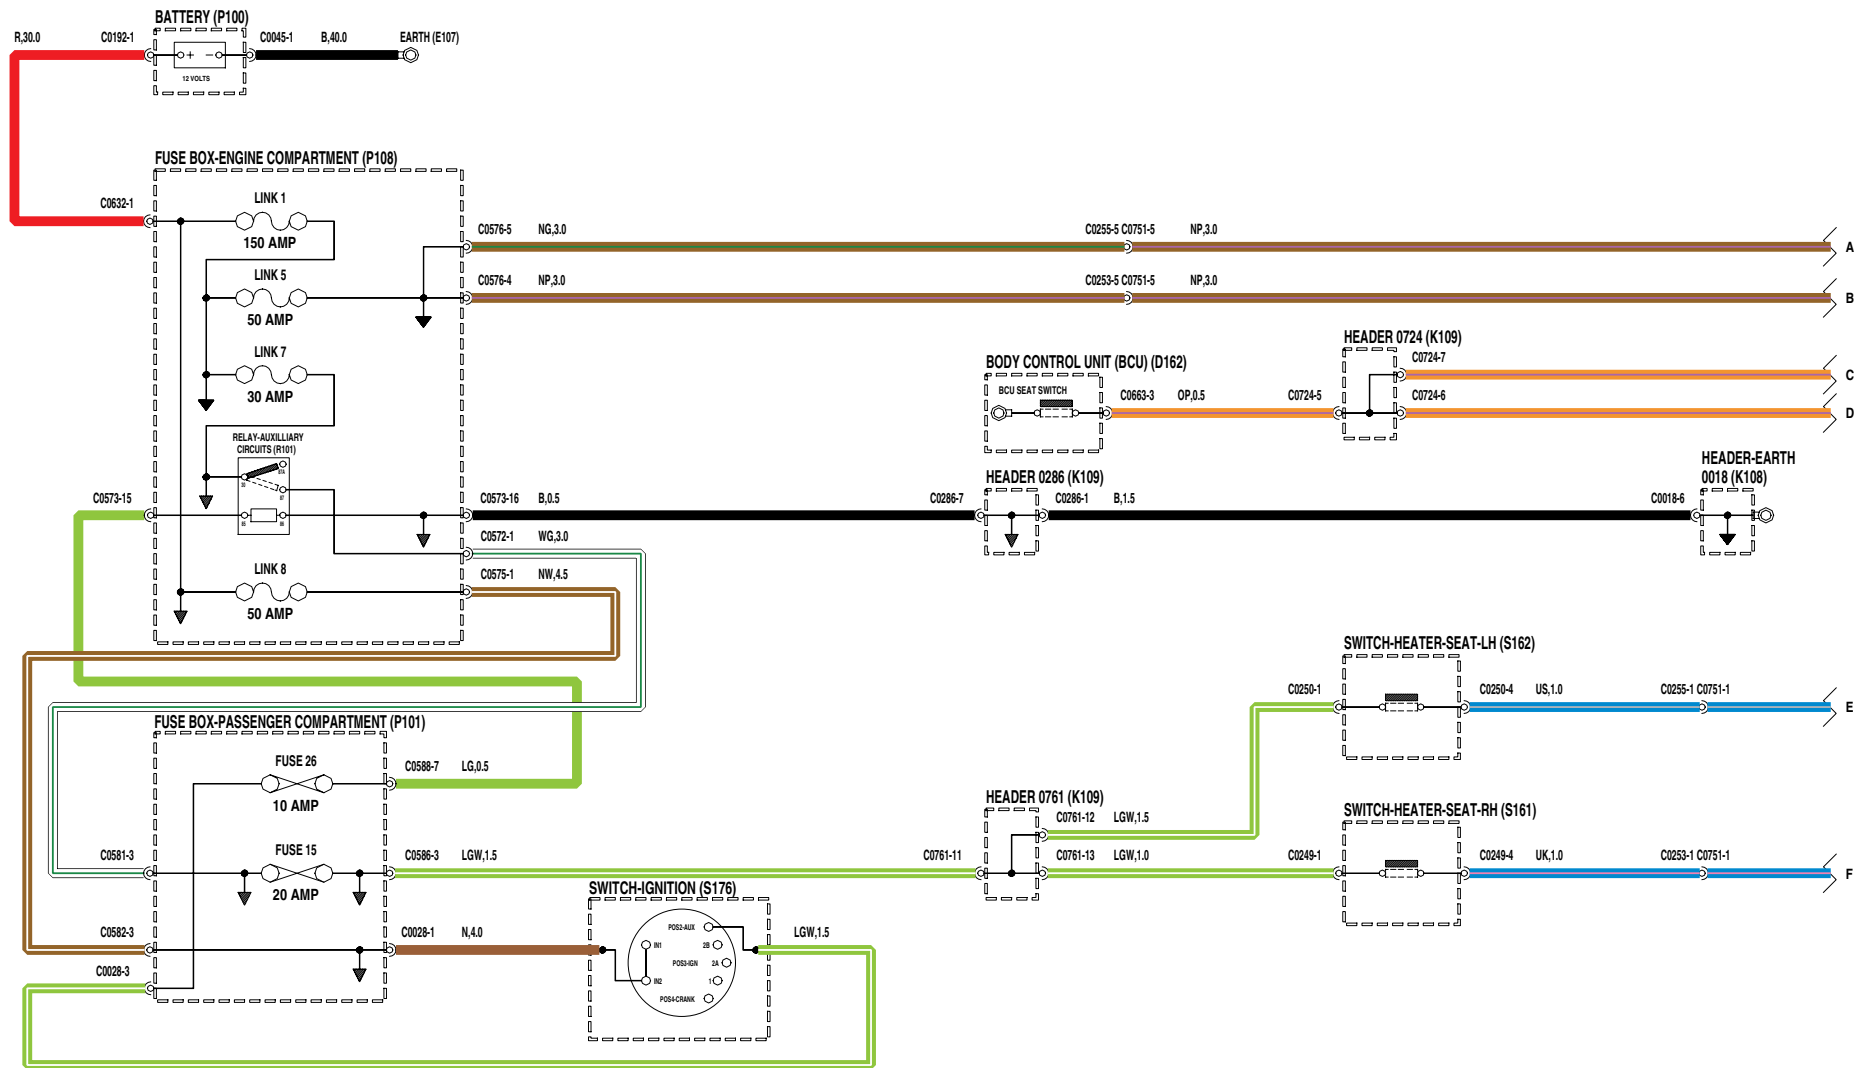 BATTERY (P100)
R,30.0 C0192-1 C0045-1 B,40.0 EARTH (E107)
+ −
12 VOLTS
FUSE BOX-ENGINE COMPARTMENT (P108)
C0632-1
LINK 1
150 AMP
C0576-5 NG,3.0 C0255-5 C0751-5 NP,3.0
A
LINK 5
50 AMP
C0576-4 NP,3.0 C0253-5 C0751-5 NP,3.0
B
LINK 7
30 AMP
HEADER 0724 (K109)
C0724-7
C
BODY CONTROL UNIT (BCU) (D162)
BCU SEAT SWITCH
C0663-3 OP,0.5 C0724-5 C0724-6
D
RELAY-AUXILLIARY
CIRCUITS (R101)
87A
30
87
85 86
C0573-15 C0573-16 B,0.5
HEADER 0286 (K109)
C0286-7 C0286-1 B,1.5
HEADER-EARTH
0018 (K108)
C0018-6
C0572-1 WG,3.0
LINK 8
50 AMP
C0575-1 NW,4.5
SWITCH-HEATER-SEAT-LH (S162)
C0250-1 C0250-4 US,1.0 C0255-1 C0751-1
E
FUSE BOX-PASSENGER COMPARTMENT (P101)
FUSE 26
10 AMP
C0588-7 LG,0.5
HEADER 0761 (K109)
C0761-12 LGW,1.5
SWITCH-HEATER-SEAT-RH (S161)
C0581-3
FUSE 15
20 AMP
C0586-3 LGW,1.5 C0761-11 C0761-13 LGW,1.0 C0249-1 C0249-4 UK,1.0 C0253-1 C0751-1
F
SWITCH-IGNITION (S176)
C0582-3 C0028-1 N,4.0
C0028-3
POS2-AUX
IN1 2B
POS3-IGN 2A
IN2 1
POS4-CRANK
LGW,1.5